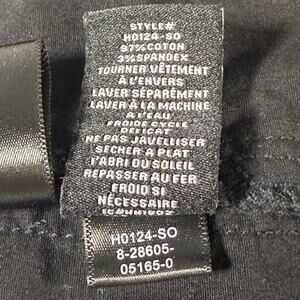 STYLE#
H0124-SO
97%COTON
3%SPANDEX
TOURNER VÊTEMENT
À L'ENVERS
LAVER SÉPARÉMENT
LAVER À LA MACHINE
À L'EAU
FROIDE CYCLE
DÉLICAT
NE PAS JAVELLISER
SÉCHER À PLAT
L'ABRI DU SOLEIL
REPASSER AU FER
FROID SI
NÉCESSAIRE
H0124-SO
8-28605-
05165-0